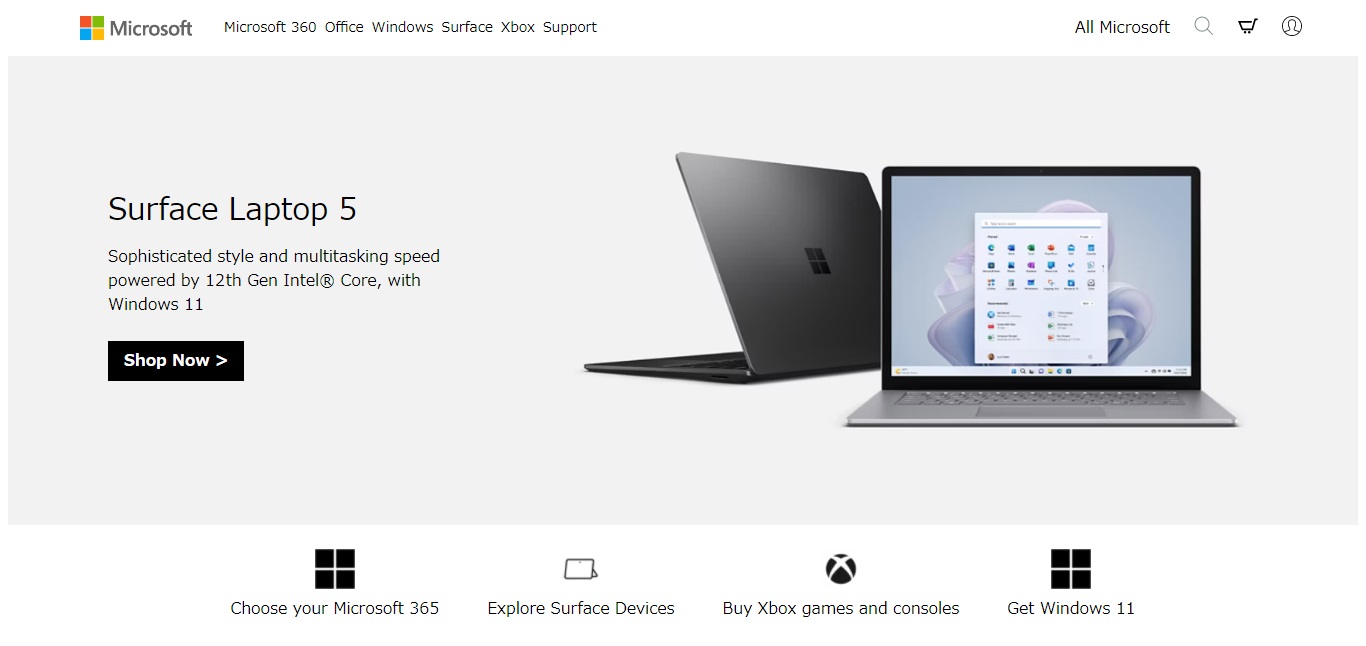 Microsoft Microsoft 360 Office Windows Surface Xbox Support All Microsoft
Surface Laptop 5
Sophisticated style and multitasking speed
powered by 12th Gen Intel® Core, with
Windows 11
Shop Now >
Choose your Microsoft 365 Explore Surface Devices Buy Xbox games and consoles Get Windows 11